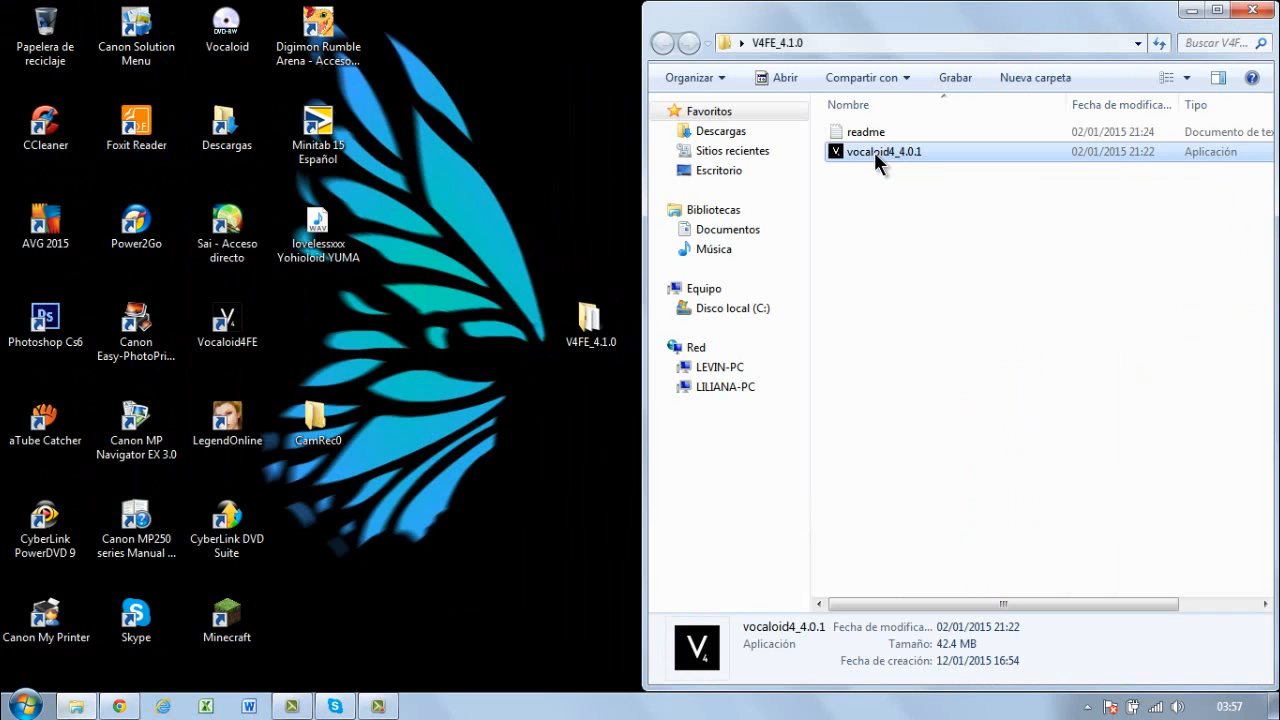 Papelera de
reciclaje
Canon Solution
Menu
DVD-RW
Vocaloid
Digimon Rumble
Arena - Acceso...
CCleaner
Foxit Reader
Descargas
Minitab 15
Español
AVG 2015
Power2Go
Sai - Acceso
directo
WAV
lovelessxxx
Yohioloid YUMA
Ps
Photoshop Cs6
Canon
Easy-PhotoPri...
V4
Vocaloid4FE
V4FE_4.1.0
aTube Catcher
Canon MP
Navigator EX 3.0
LegendOnline
CamRec0
CyberLink
PowerDVD 9
Canon MP250
series Manual ...
CyberLink DVD
Suite
Canon My Printer
Skype
Minecraft
V4FE_4.1.0
Buscar V4F...
Organizar
Abrir
Compartir con
Grabar
Nueva carpeta
Favoritos
Descargas
Sitios recientes
Escritorio
Bibliotecas
Documentos
Música
Equipo
Disco local (C:)
Red
LEVIN-PC
LILIANA-PC
Nombre
Fecha de modifica...
Tipo
readme
02/01/2015 21:24
Documento de te
vocaloid4_4.0.1
02/01/2015 21:22
Aplicación
V4
vocaloid4_4.0.1
Fecha de modifica...
02/01/2015 21:22
Aplicación
Tamaño:
42.4 MB
Fecha de creación:
12/01/2015 16:54
03:57